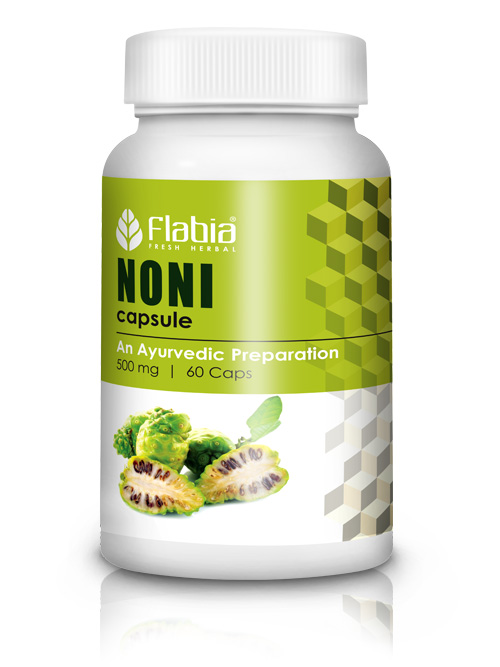 Flabia®
FRESH HERBAL
NONI
capsule
An Ayurvedic Preparation
500 mg | 60 Caps